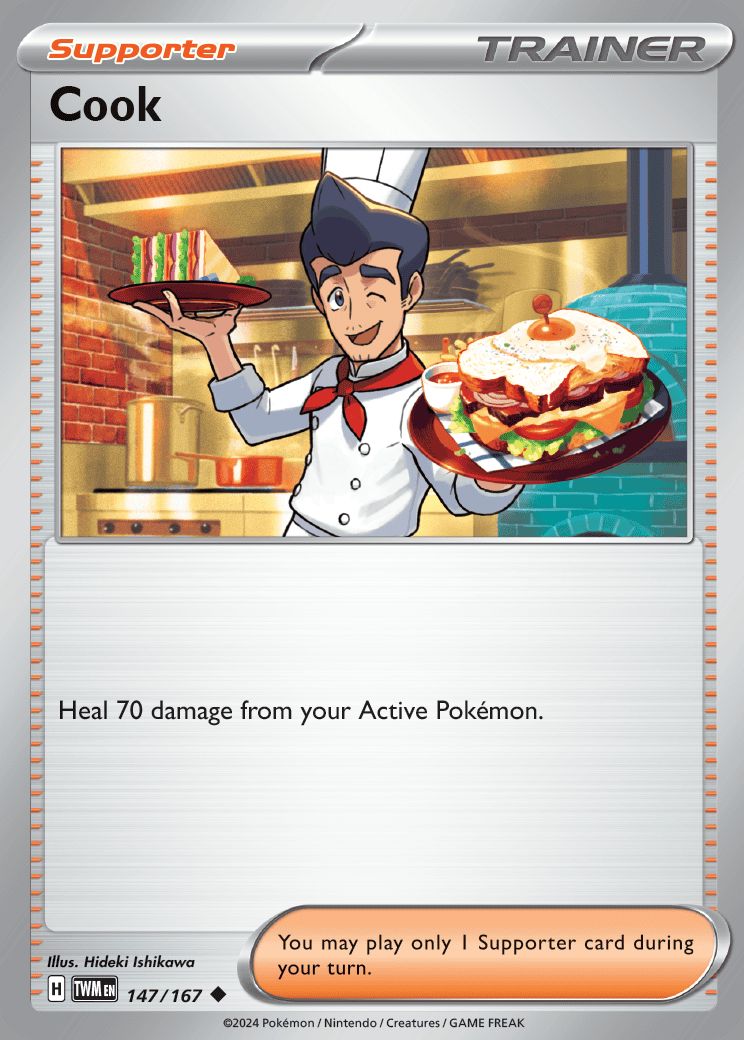 Supporter TRAINER
Cook
Heal 70 damage from your Active Pokémon.
You may play only 1 Supporter card during
your turn.
Illus. Hideki Ishikawa
H TWM EN 147/167
©2024 Pokémon / Nintendo / Creatures / GAME FREAK